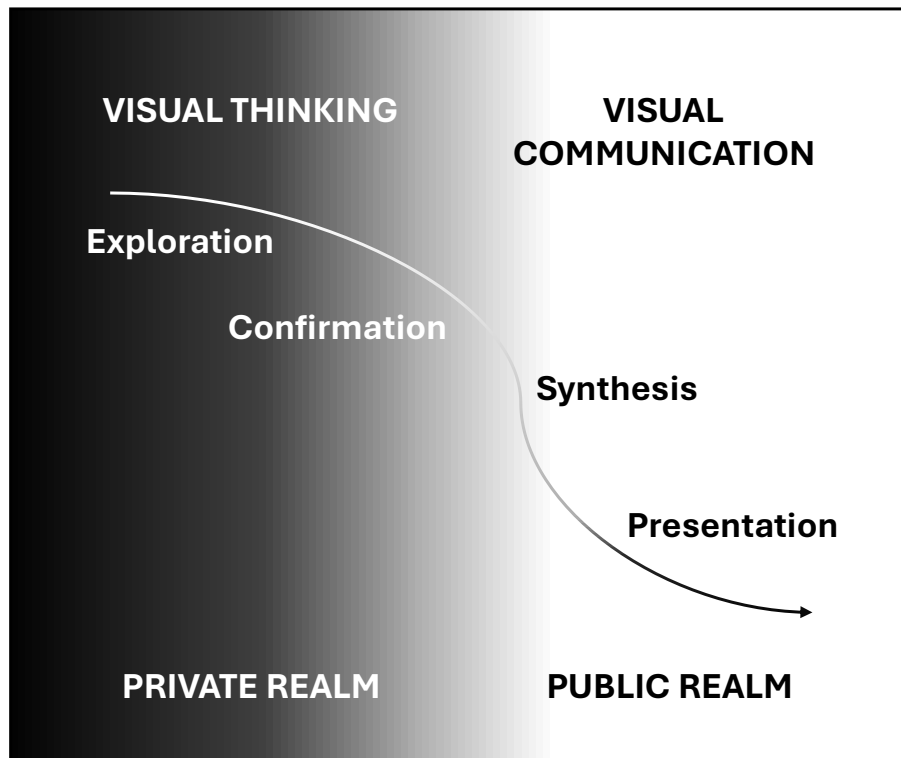 VISUAL THINKING
VISUAL
COMMUNICATION
Exploration
Confirmation
Synthesis
Presentation
PRIVATE REALM
PUBLIC REALM